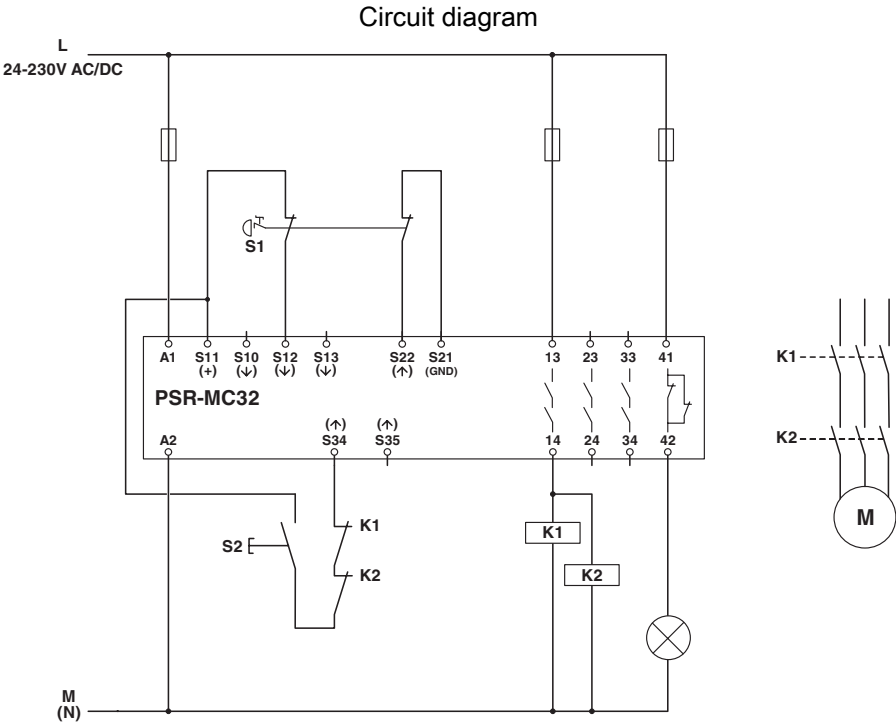 Circuit diagram
L
24-230V AC/DC
S1
A1 S11 S10 S12 S13 S22 S21 13 23 33 41
(+) (↓) (↓) (↓) (↑) (GND)
PSR-MC32
(↑) (↑)
A2 S34 S35 14 24 34 42
K1
K2
M
S2
K1
K2
K1
K2
M
(N)